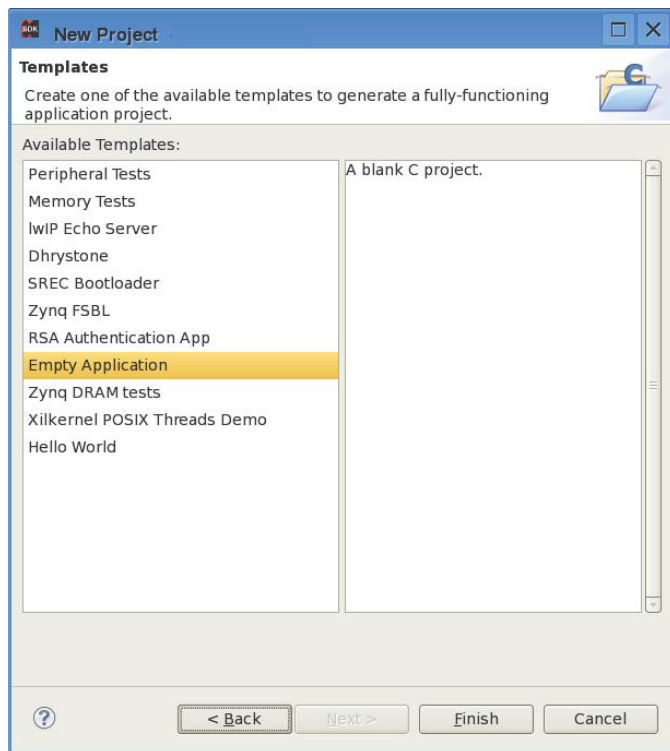 SDK
New Project
Templates
Create one of the available templates to generate a fully-functioning
application project.
Available Templates:
Peripheral Tests
Memory Tests
lwIP Echo Server
Dhrystone
SREC Bootloader
Zynq FSBL
RSA Authentication App
Empty Application
Zynq DRAM tests
Xilkernel POSIX Threads Demo
Hello World
A blank C project.
< Back
Next >
Finish
Cancel